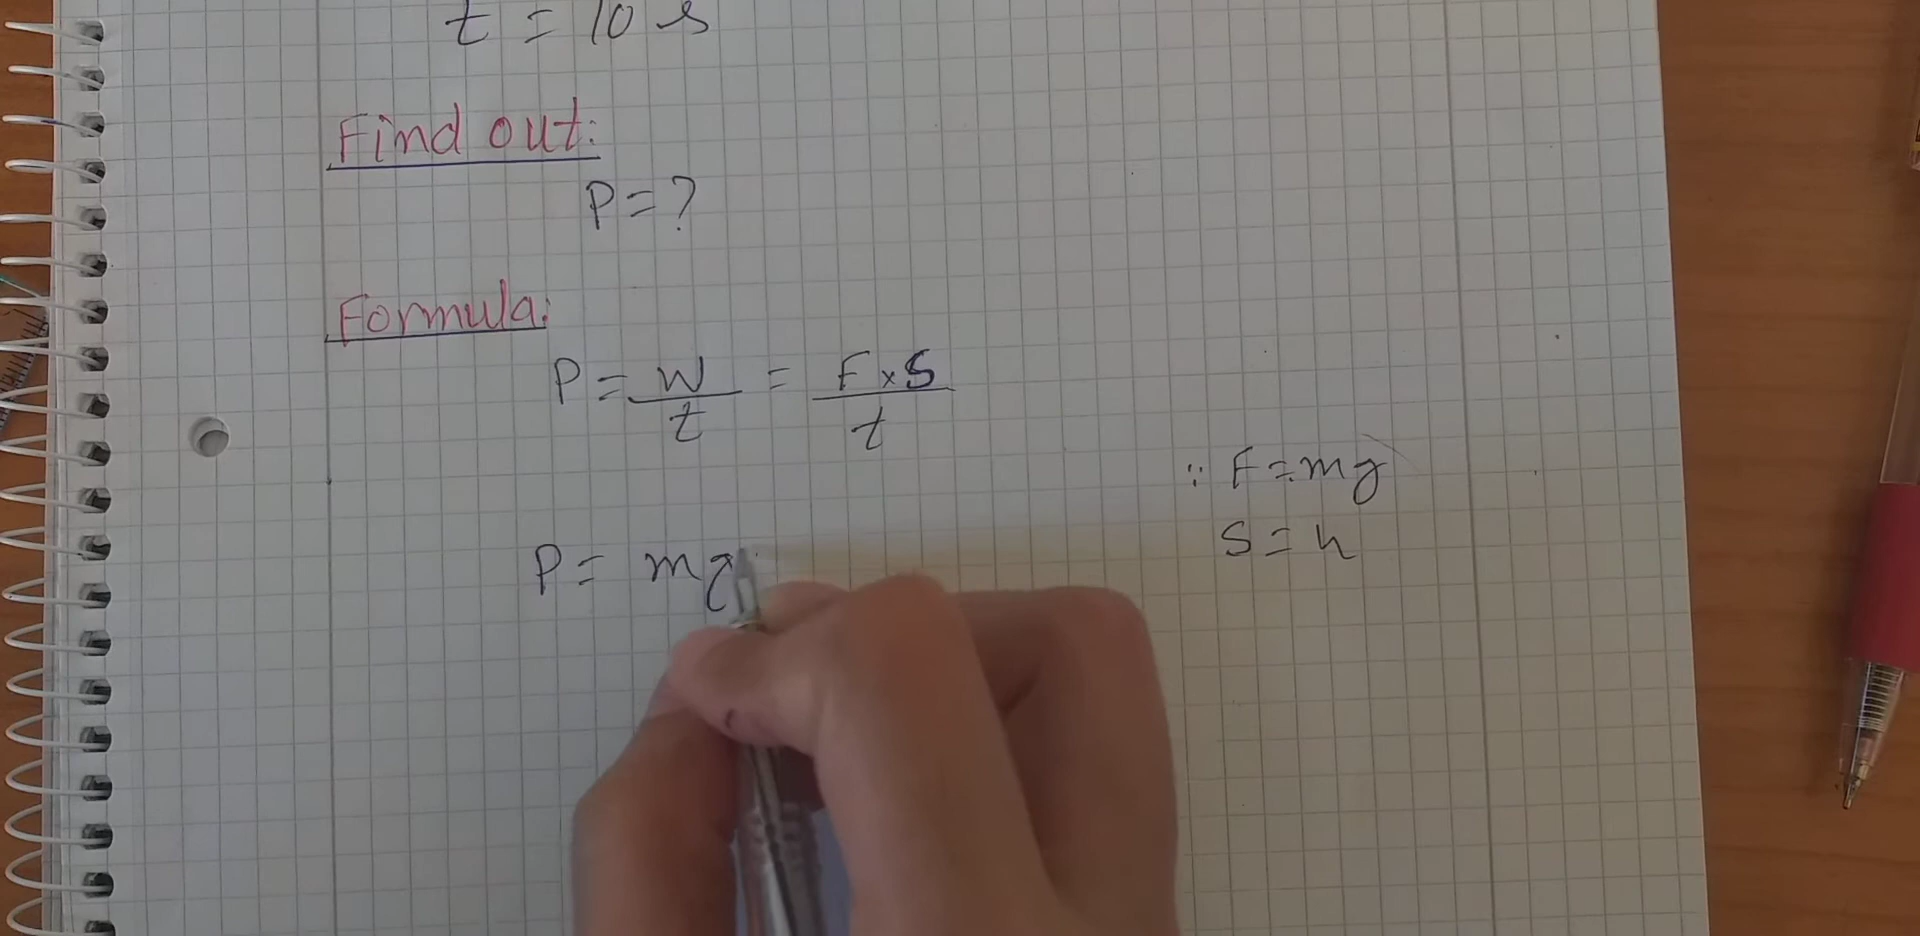 t = 10 s
Find out:
P = ?
Formula:
P = W/t = F×S/t
∵ F = mg
S = h
P = mg